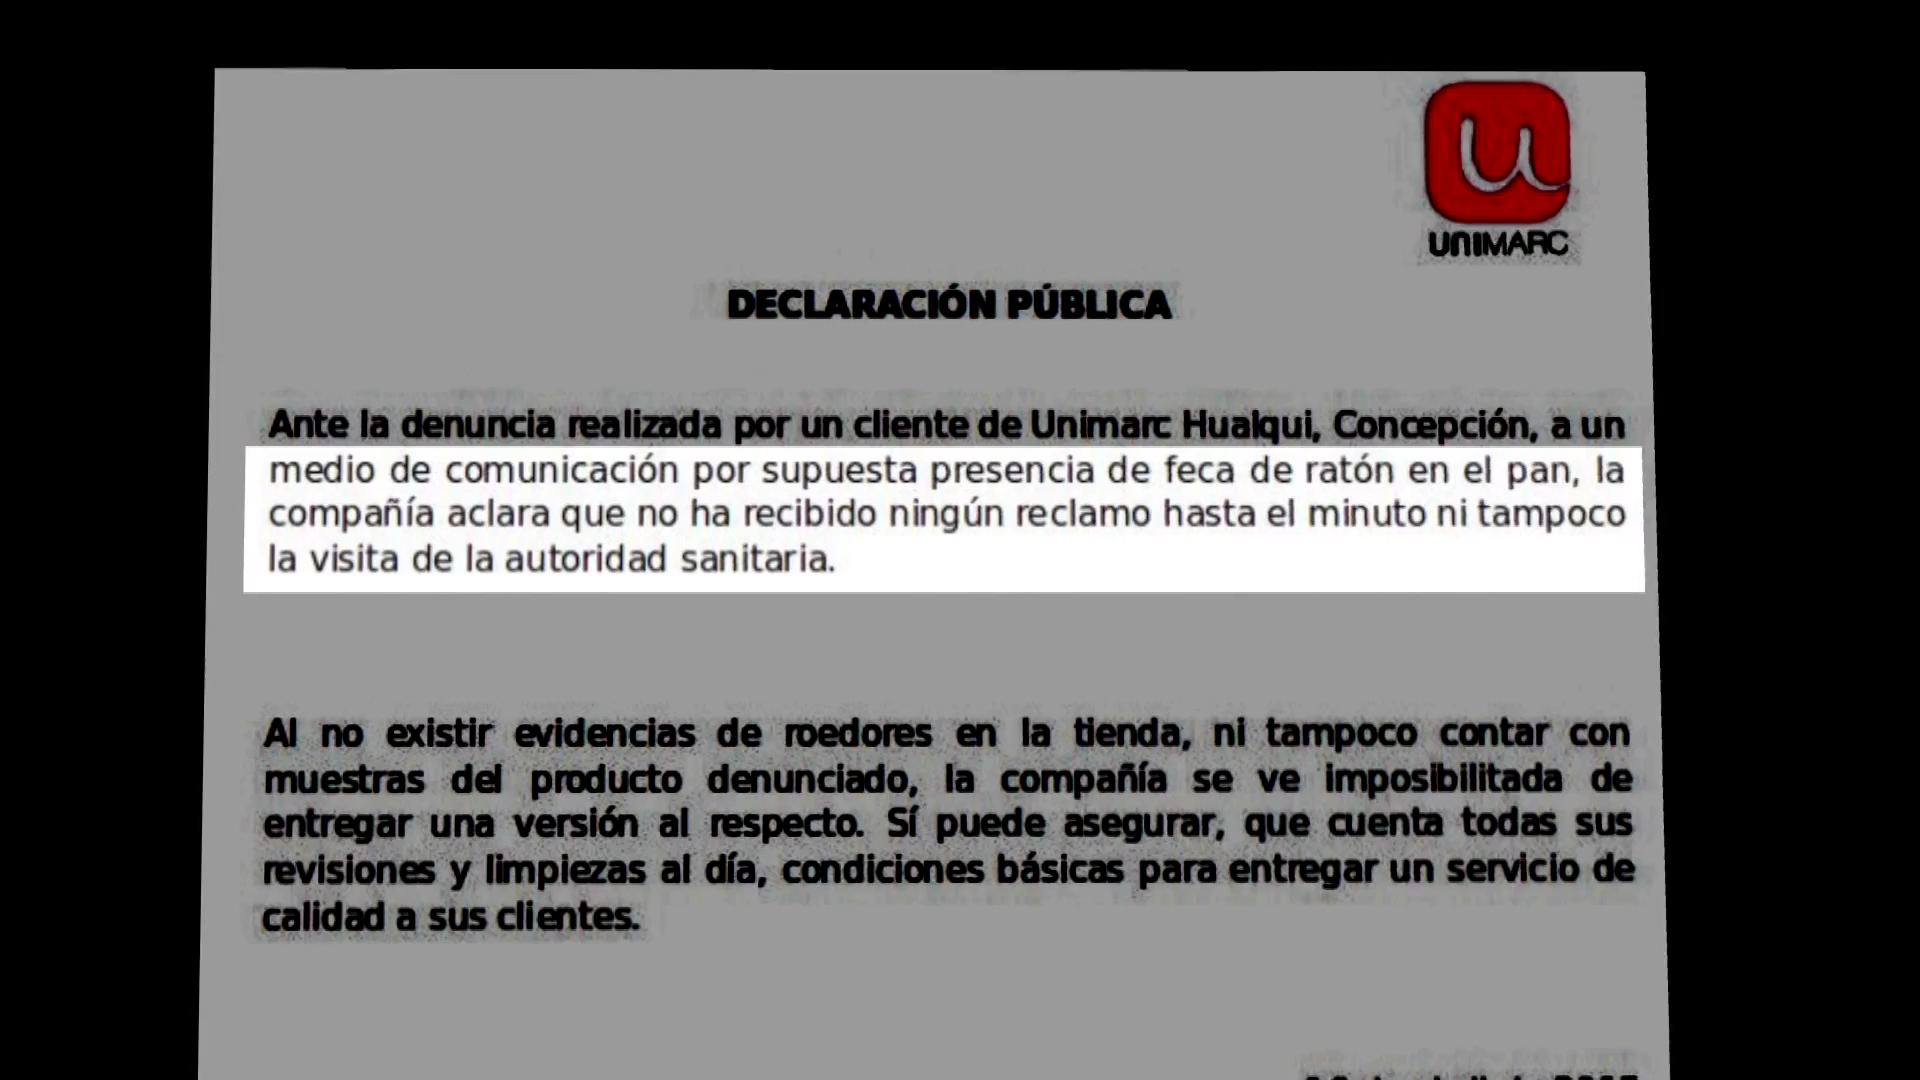 u
UNIMARC
DECLARACIÓN PÚBLICA
Ante la denuncia realizada por un cliente de Unimarc Hualqui, Concepción, a un
medio de comunicación por supuesta presencia de feca de ratón en el pan, la
compañía aclara que no ha recibido ningún reclamo hasta el minuto ni tampoco
la visita de la autoridad sanitaria.
Al no existir evidencias de roedores en la tienda, ni tampoco contar con
muestras del producto denunciado, la compañía se ve imposibilitada de
entregar una versión al respecto. Sí puede asegurar, que cuenta todas sus
revisiones y limpiezas al día, condiciones básicas para entregar un servicio de
calidad a sus clientes.